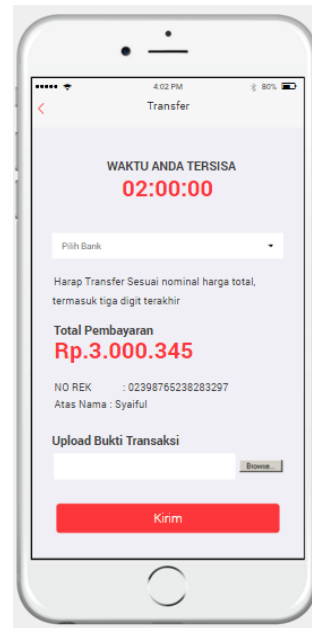 4:02 PM
80%
Transfer
WAKTU ANDA TERSISA
02:00:00
Pilih Bank
Harap Transfer Sesuai nominal harga total,
termasuk tiga digit terakhir
Total Pembayaran
Rp.3.000.345
NO REK : 02398765238283297
Atas Nama : Syaiful
Upload Bukti Transaksi
Browse...
Kirim